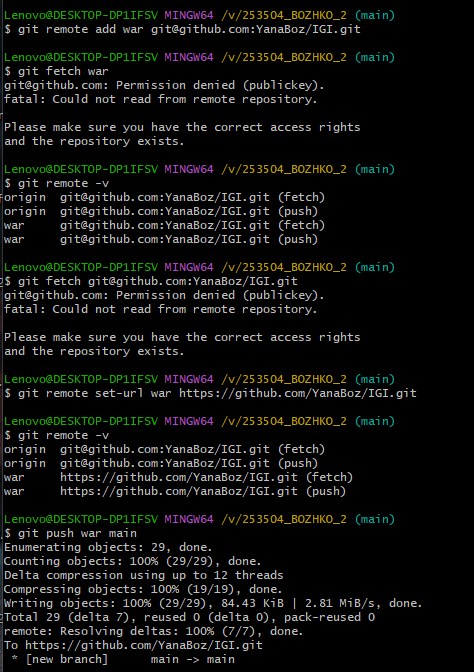 Lenovo@DESKTOP-DP1IFSV MINGW64 /v/253504_BOZHKO_2 (main)
$ git remote add war git@github.com:YanaBoz/IGI.git

Lenovo@DESKTOP-DP1IFSV MINGW64 /v/253504_BOZHKO_2 (main)
$ git fetch war
git@github.com: Permission denied (publickey).
fatal: Could not read from remote repository.

Please make sure you have the correct access rights
and the repository exists.

Lenovo@DESKTOP-DP1IFSV MINGW64 /v/253504_BOZHKO_2 (main)
$ git remote -v
origin  git@github.com:YanaBoz/IGI.git (fetch)
origin  git@github.com:YanaBoz/IGI.git (push)
war     git@github.com:YanaBoz/IGI.git (fetch)
war     git@github.com:YanaBoz/IGI.git (push)

Lenovo@DESKTOP-DP1IFSV MINGW64 /v/253504_BOZHKO_2 (main)
$ git fetch git@github.com:YanaBoz/IGI.git
git@github.com: Permission denied (publickey).
fatal: Could not read from remote repository.

Please make sure you have the correct access rights
and the repository exists.

Lenovo@DESKTOP-DP1IFSV MINGW64 /v/253504_BOZHKO_2 (main)
$ git remote set-url war https://github.com/YanaBoz/IGI.git

Lenovo@DESKTOP-DP1IFSV MINGW64 /v/253504_BOZHKO_2 (main)
$ git remote -v
origin  git@github.com:YanaBoz/IGI.git (fetch)
origin  git@github.com:YanaBoz/IGI.git (push)
war     https://github.com/YanaBoz/IGI.git (fetch)
war     https://github.com/YanaBoz/IGI.git (push)

Lenovo@DESKTOP-DP1IFSV MINGW64 /v/253504_BOZHKO_2 (main)
$ git push war main
Enumerating objects: 29, done.
Counting objects: 100% (29/29), done.
Delta compression using up to 12 threads
Compressing objects: 100% (19/19), done.
Writing objects: 100% (29/29), 84.43 KiB | 2.81 MiB/s, done.
Total 29 (delta 7), reused 0 (delta 0), pack-reused 0
remote: Resolving deltas: 100% (7/7), done.
To https://github.com/YanaBoz/IGI.git
 * [new branch]      main -> main